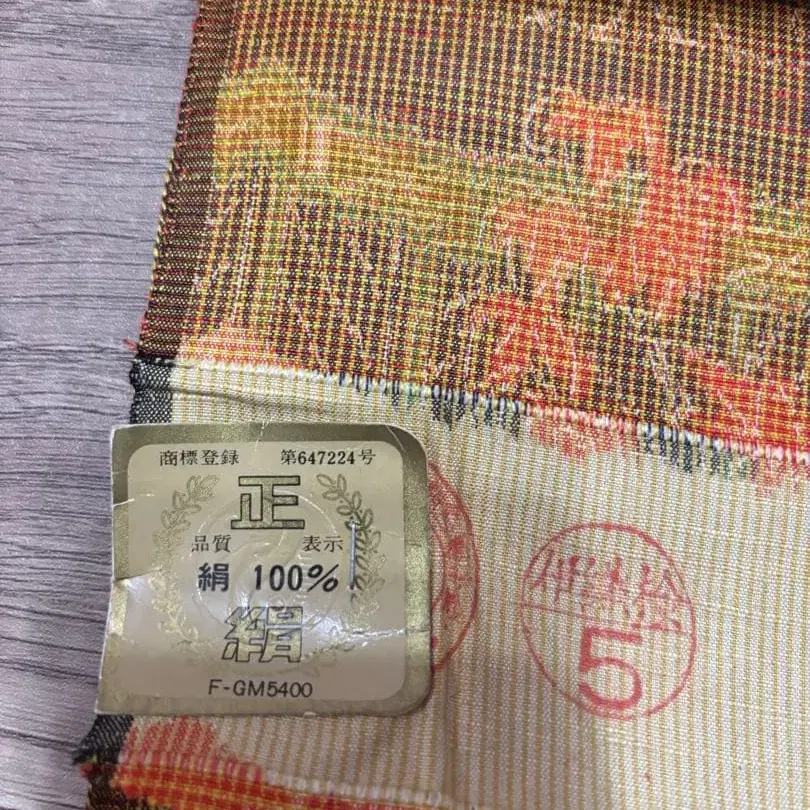 商標登録 第647224号
正
品質 表示
絹 100%
絹
F-GM5400
5